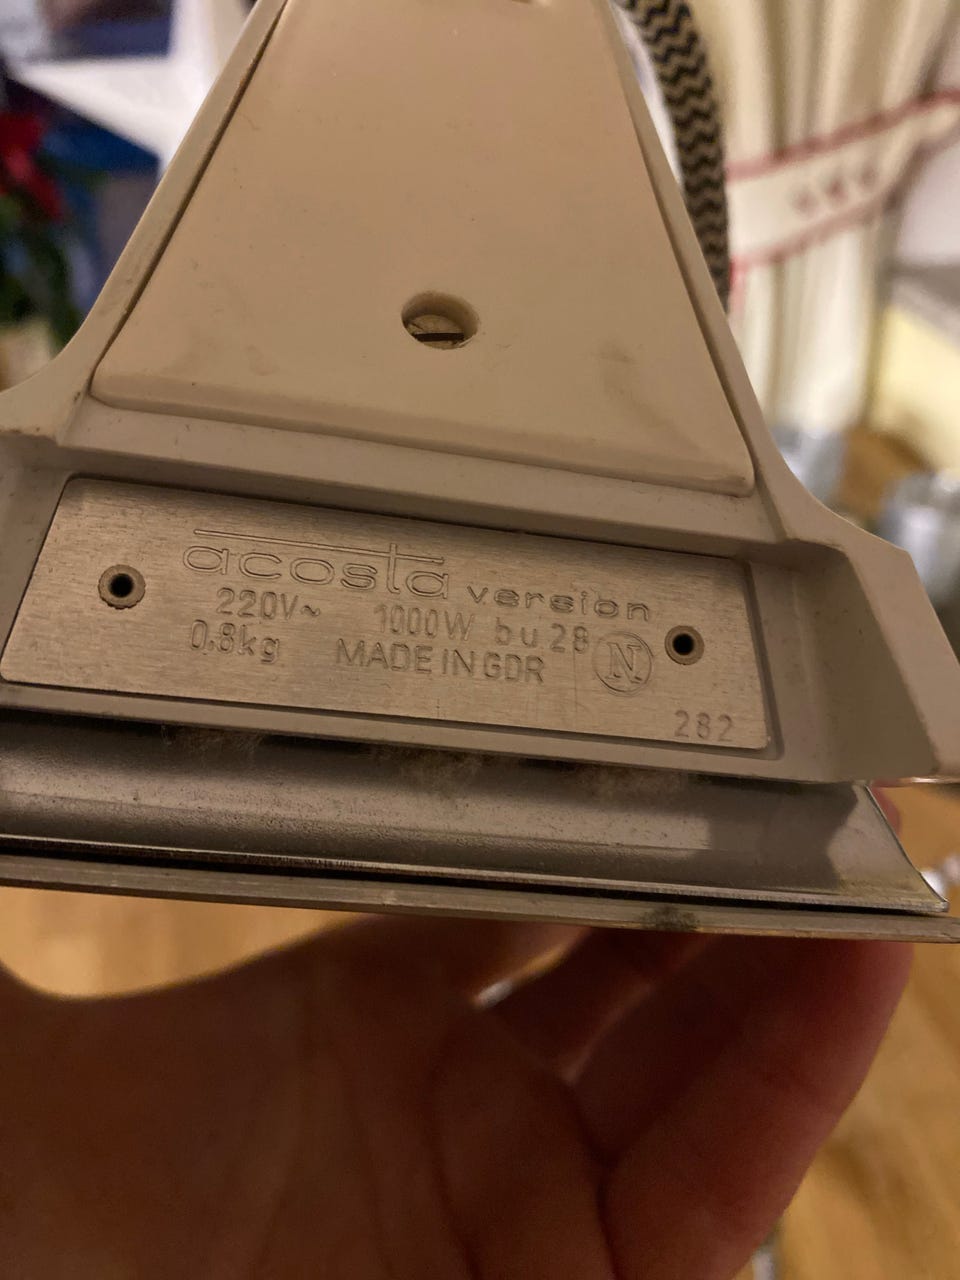 acosta version
220V~ 1000W bu 28
0.8kg MADE IN GDR N
282